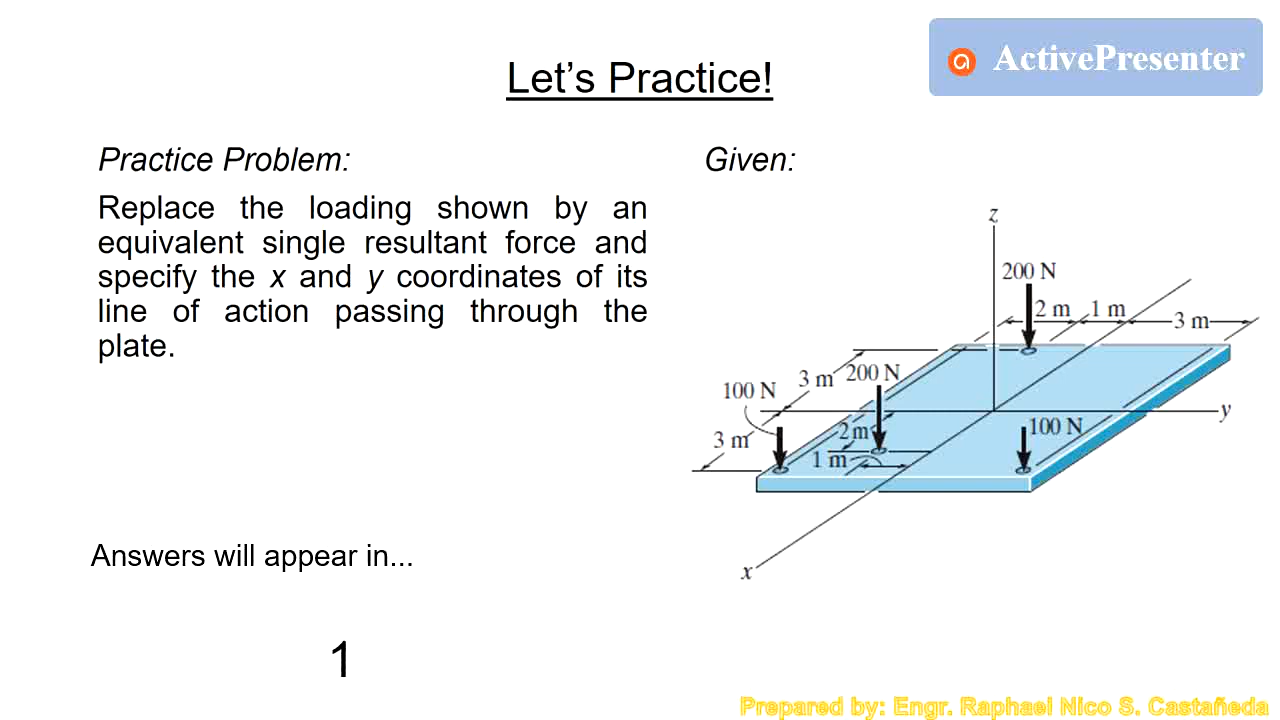 ActivePresenter
Let's Practice!
Practice Problem:
Given:
Replace the loading shown by an
equivalent single resultant force and
specify the x and y coordinates of its
line of action passing through the
plate.
z
200 N
2 m
1 m
3 m
3 m
200 N
100 N
y
100 N
2 m
3 m
1 m
x
Answers will appear in...
1
Prepared by: Engr. Raphael Nico S. Castañeda